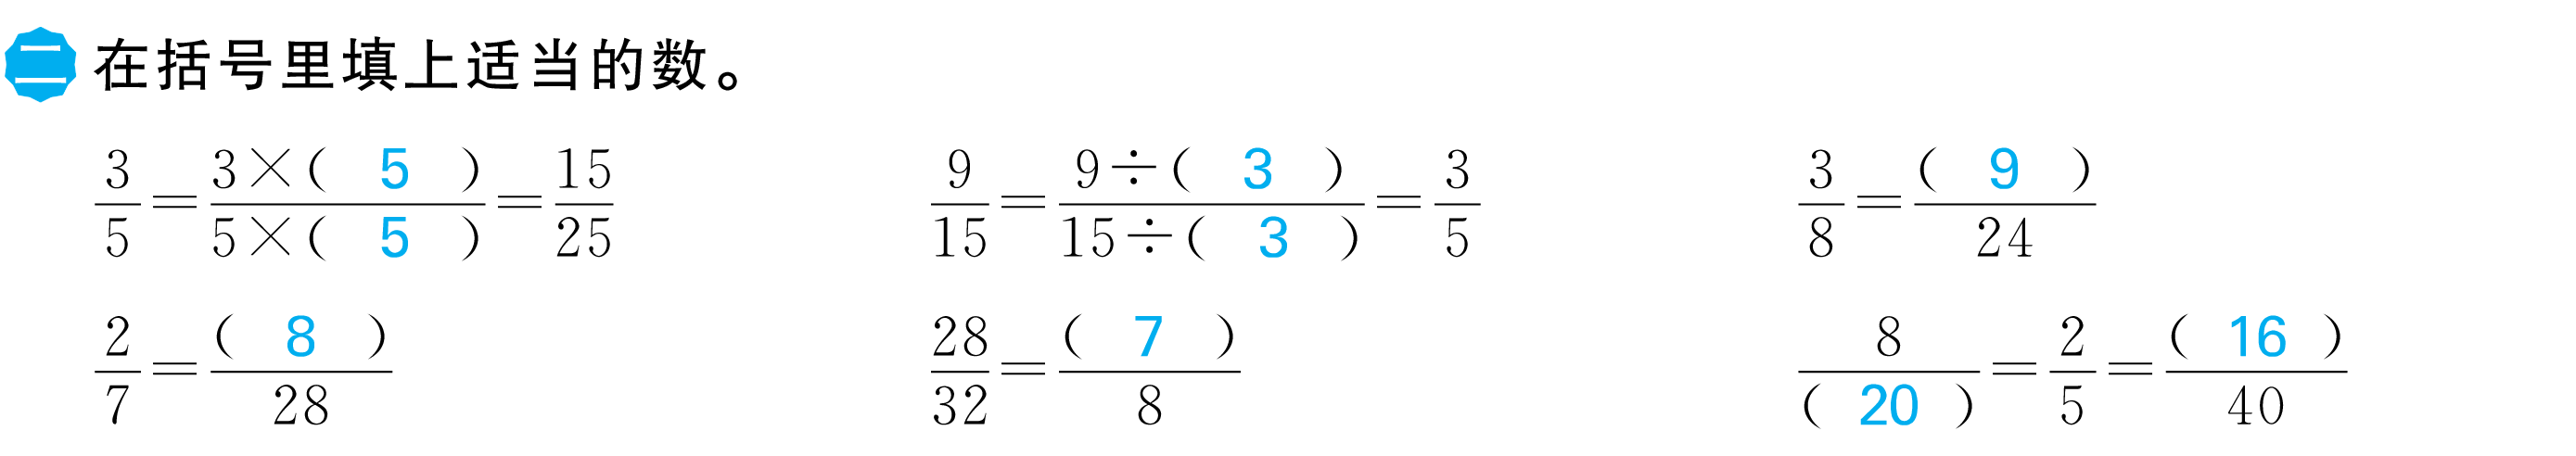 二 在括号里填上适当的数。
3/5=3×( 5 )/5×( 5 )=15/25 9/15=9÷( 3 )/15÷( 3 )=3/5 3/8=( 9 )/24
2/7=( 8 )/28 28/32=( 7 )/8 8/( 20 )=2/5=( 16 )/40